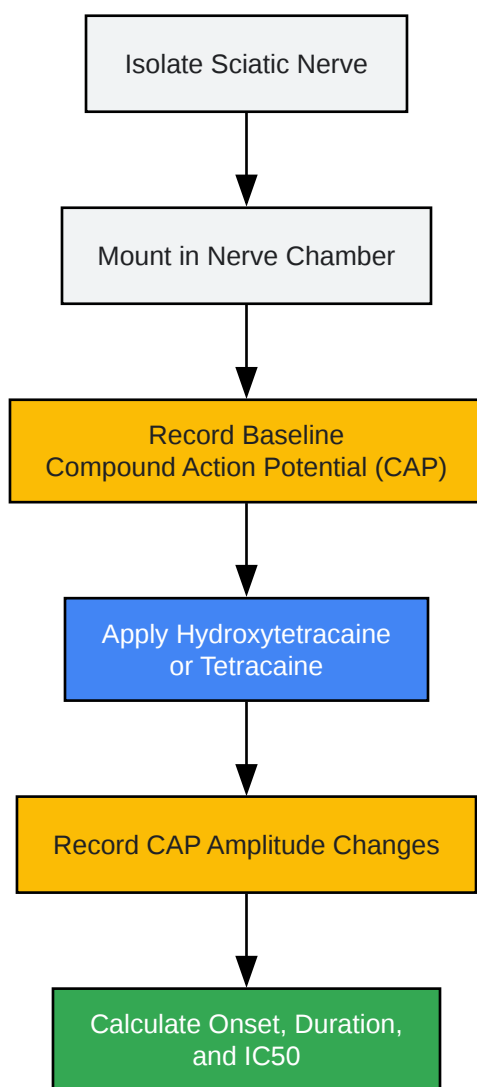 Isolate Sciatic Nerve
Mount in Nerve Chamber
Record Baseline
Compound Action Potential (CAP)
Apply Hydroxytetracaine
or Tetracaine
Record CAP Amplitude Changes
Calculate Onset, Duration,
and IC50